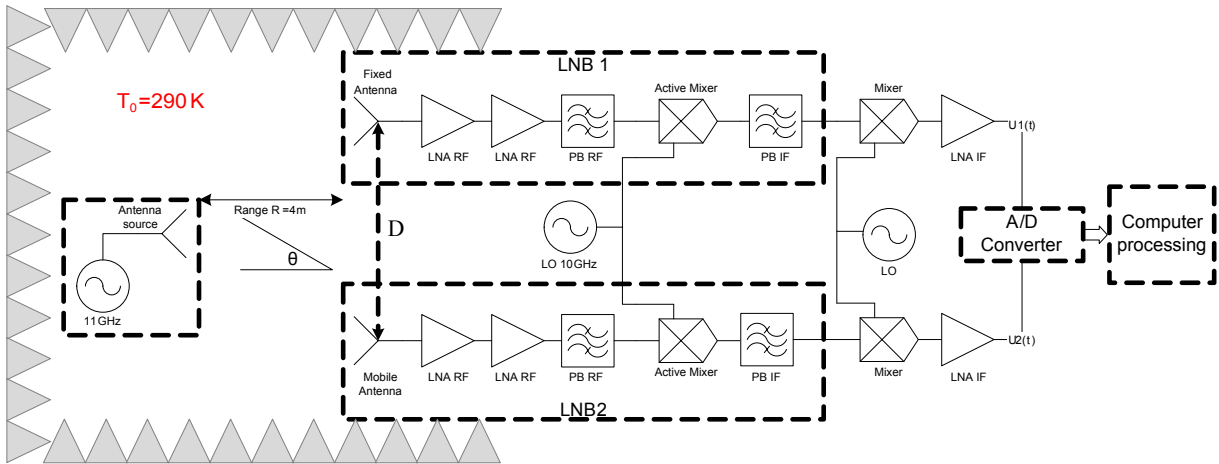 T0=290 K
LNB 1
Fixed
Antenna
LNA RF
LNA RF
PB RF
Active Mixer
PB IF
Mixer
LNA IF
U1(t)
Antenna
source
11 GHz
Range R =4m
θ
D
LO 10GHz
LO
A/D
Converter
Computer
processing
LNB2
Mobile
Antenna
LNA RF
LNA RF
PB RF
Active Mixer
PB IF
Mixer
LNA IF
U2(t)